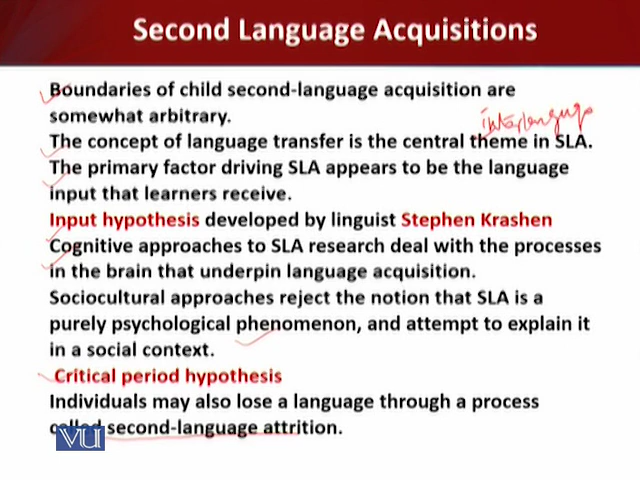 Second Language Acquisitions
Boundaries of child second-language acquisition are
somewhat arbitrary.
interlanguage
The concept of language transfer is the central theme in SLA.
The primary factor driving SLA appears to be the language
input that learners receive.
Input hypothesis developed by linguist Stephen Krashen
Cognitive approaches to SLA research deal with the processes
in the brain that underpin language acquisition.
Sociocultural approaches reject the notion that SLA is a
purely psychological phenomenon, and attempt to explain it
in a social context.
Critical period hypothesis
Individuals may also lose a language through a process
called second-language attrition.
VU